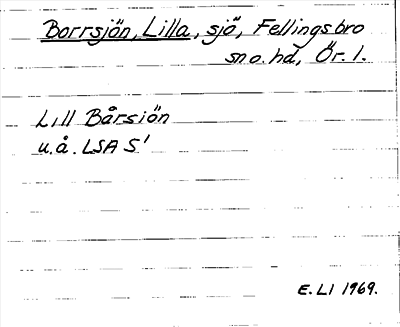 Borrsjön, Lilla, sjö, Fellingsbro
sn o. hd, Ör. l.
Lill Bårsiön
u.å. LSA S'
E. LI 1969.